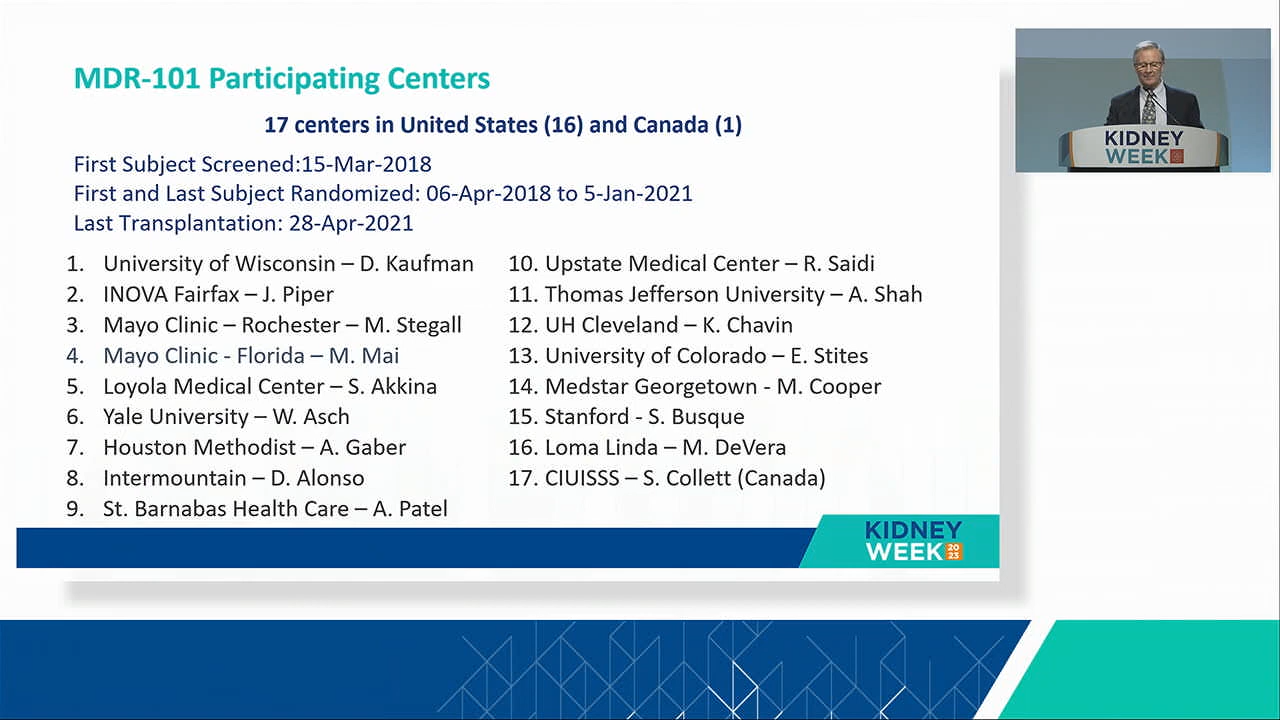 MDR-101 Participating Centers
17 centers in United States (16) and Canada (1)
First Subject Screened:15-Mar-2018
First and Last Subject Randomized: 06-Apr-2018 to 5-Jan-2021
Last Transplantation: 28-Apr-2021
1. University of Wisconsin – D. Kaufman
2. INOVA Fairfax – J. Piper
3. Mayo Clinic – Rochester – M. Stegall
4. Mayo Clinic - Florida – M. Mai
5. Loyola Medical Center – S. Akkina
6. Yale University – W. Asch
7. Houston Methodist – A. Gaber
8. Intermountain – D. Alonso
9. St. Barnabas Health Care – A. Patel
10. Upstate Medical Center – R. Saidi
11. Thomas Jefferson University – A. Shah
12. UH Cleveland – K. Chavin
13. University of Colorado – E. Stites
14. Medstar Georgetown - M. Cooper
15. Stanford - S. Busque
16. Loma Linda – M. DeVera
17. CIUISSS – S. Collett (Canada)
KIDNEY
WEEK 20
23
KIDNEY
WEEK